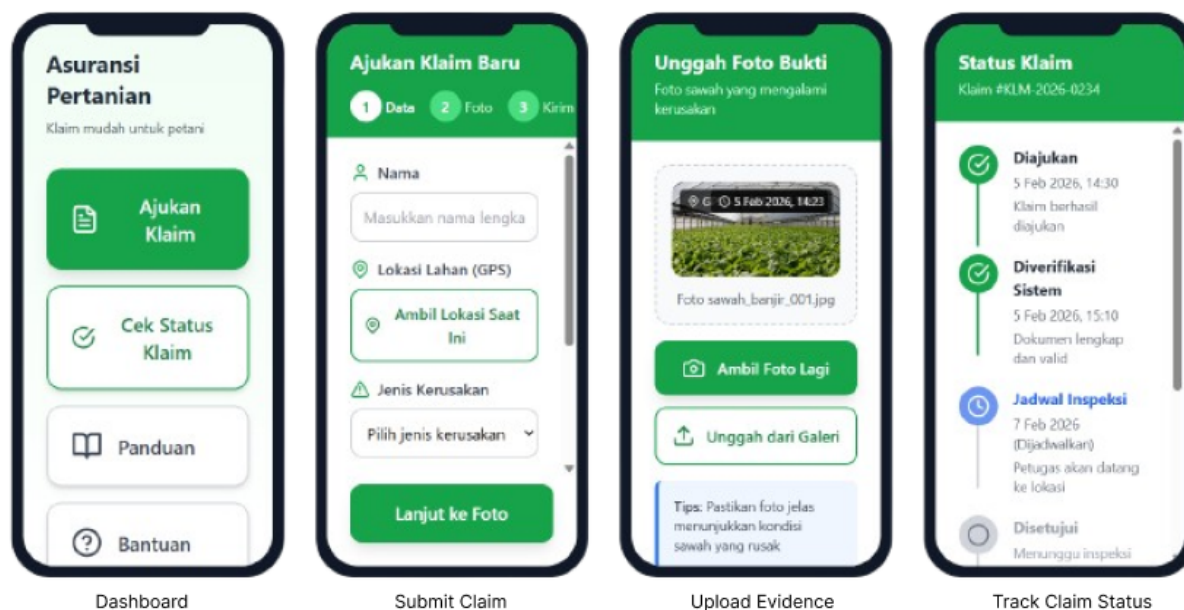 Asuransi
Pertanian
Klaim mudah untuk petani
Ajukan
Klaim
Cek Status
Klaim
Panduan
Bantuan
Dashboard
Ajukan Klaim Baru
1 Data 2 Foto 3 Kirim
Nama
Masukkan nama lengka
Lokasi Lahan (GPS)
Ambil Lokasi Saat
Ini
Jenis Kerusakan
Pilih jenis kerusakan
Lanjut ke Foto
Submit Claim
Unggah Foto Bukti
Foto sawah yang mengalami
kerusakan
G 5 Feb 2026, 14:23
Foto sawah_banjir_001.jpg
Ambil Foto Lagi
Unggah dari Galeri
Tips: Pastikan foto jelas
menunjukkan kondisi
sawah yang rusak
Upload Evidence
Status Klaim
Klaim #KLM-2026-0234
Diajukan
5 Feb 2026, 14:30
Klaim berhasil
diajukan
Diverifikasi
Sistem
5 Feb 2026, 15:10
Dokumen lengkap
dan valid
Jadwal Inspeksi
7 Feb 2026
(Dijadwalkan)
Petugas akan datang
ke lokasi
Disetujui
Menunggu inspeksi
Track Claim Status